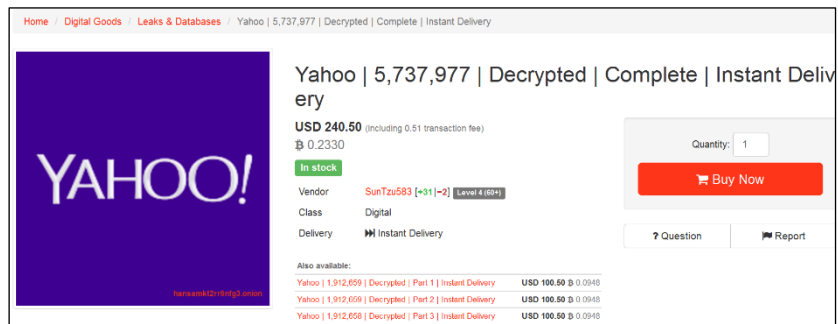 Home / Digital Goods / Leaks & Databases / Yahoo | 5,737,977 | Decrypted | Complete | Instant Delivery
YAHOO!
Yahoo | 5,737,977 | Decrypted | Complete | Instant Deliv
ery
USD 240.50 (including 0.51 transaction fee)
฿ 0.2330
In stock
Vendor SunTzu583 [+31|−2] Level 4 (60+)
Class Digital
Delivery Instant Delivery
Quantity: 1
Buy Now
? Question Report
Also available:
Yahoo | 1,912,659 | Decrypted | Part 1 | Instant Delivery USD 100.50 ฿ 0.0948
Yahoo | 1,912,659 | Decrypted | Part 2 | Instant Delivery USD 100.50 ฿ 0.0948
Yahoo | 1,912,658 | Decrypted | Part 3 | Instant Delivery USD 100.50 ฿ 0.0948